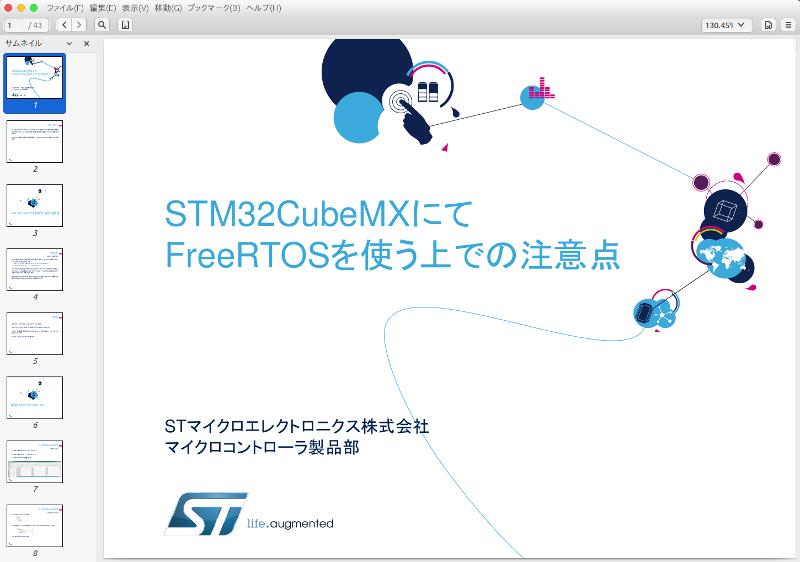 ファイル(F) 編集(E) 表示(V) 移動(G) ブックマーク(B) ヘルプ(H)
1 / 43
130.45%
サムネイル
1
2
3
4
5
6
7
8
STM32CubeMXにて
FreeRTOSを使う上での注意点
STマイクロエレクトロニクス株式会社
マイクロコントローラ製品部
ST
life.augmented